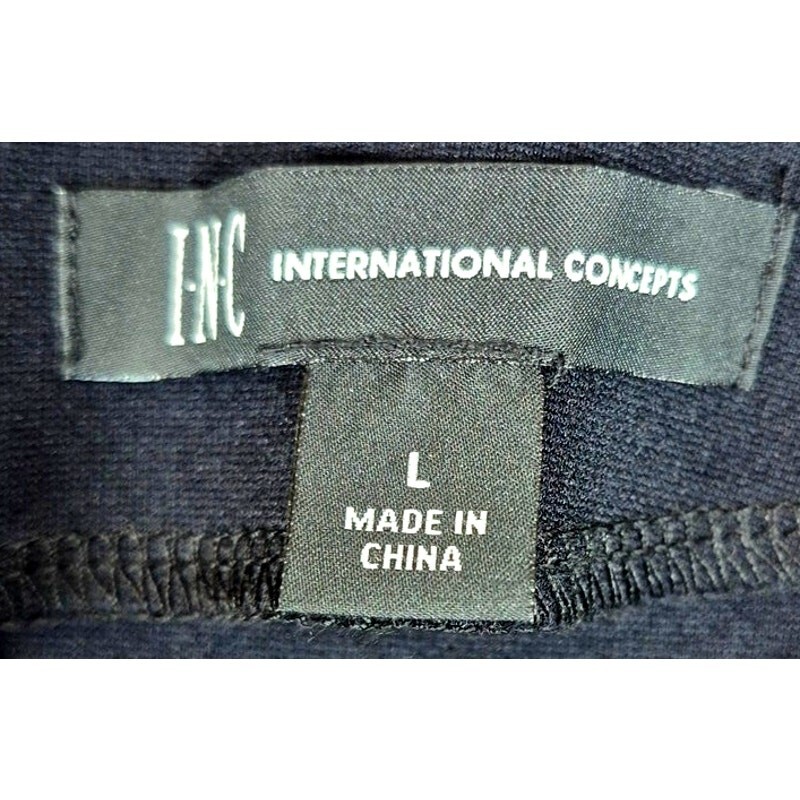 I·N·C INTERNATIONAL CONCEPTS
L
MADE IN
CHINA